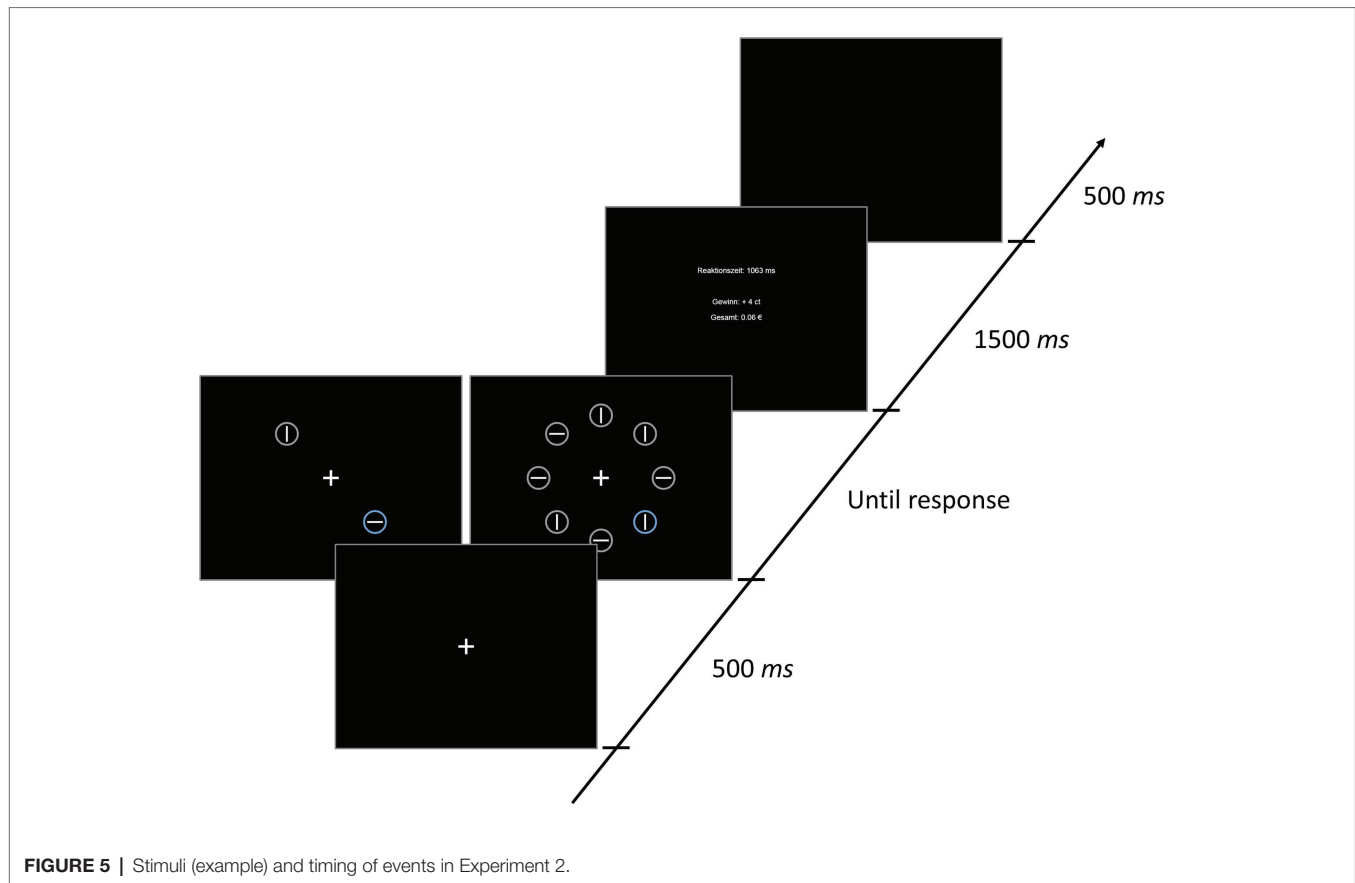 500 ms
Reaktionszeit: 1063 ms
Gewinn: + 4 ct
Gesamt: 0.06 €
1500 ms
Until response
500 ms
FIGURE 5 | Stimuli (example) and timing of events in Experiment 2.